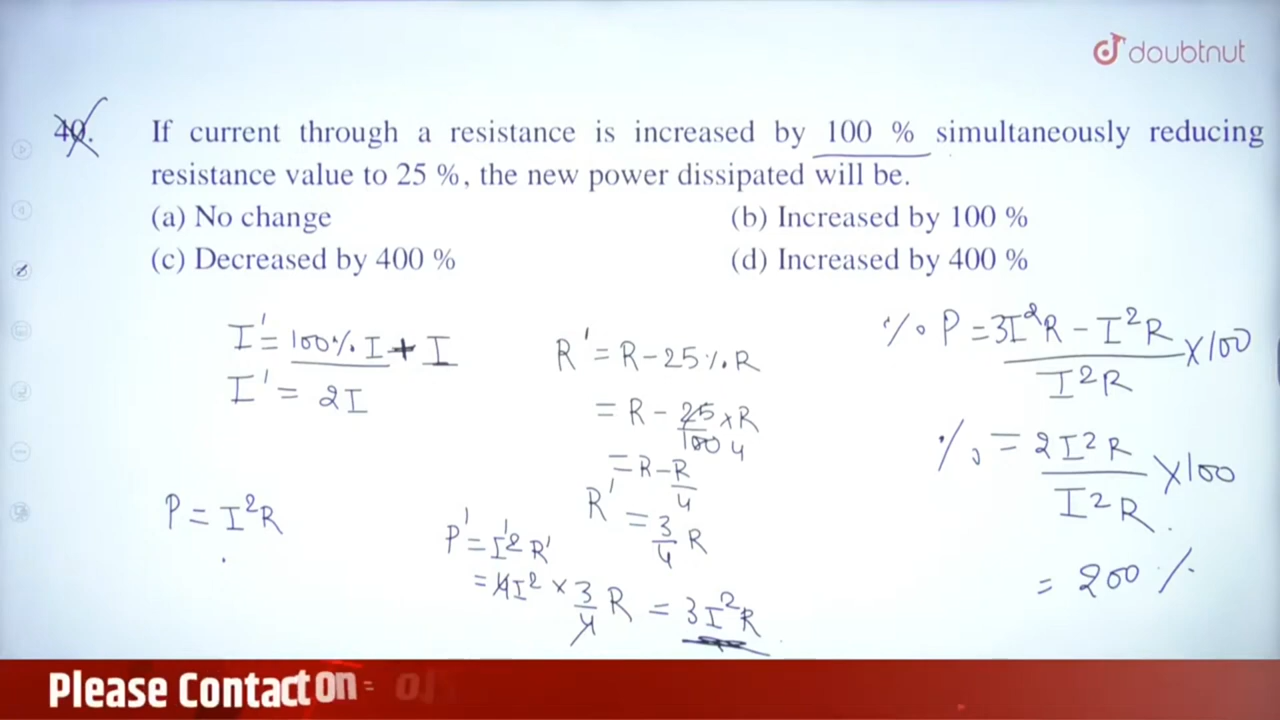 doubtnut
40. If current through a resistance is increased by 100 % simultaneously reducing
resistance value to 25 %, the new power dissipated will be.
(a) No change
(b) Increased by 100 %
(c) Decreased by 400 %
(d) Increased by 400 %
I' = 100% I + I
I' = 2I
P = I²R
R' = R - 25% R
= R - 25/100 4 × R
= R - R/4
R' = 3/4 R
P' = I'² R'
= 4I² × 3/4 R = 3I²R
% P = 3I²R - I²R / I²R × 100
% = 2I²R / I²R × 100
= 200 %
Please Contact on =